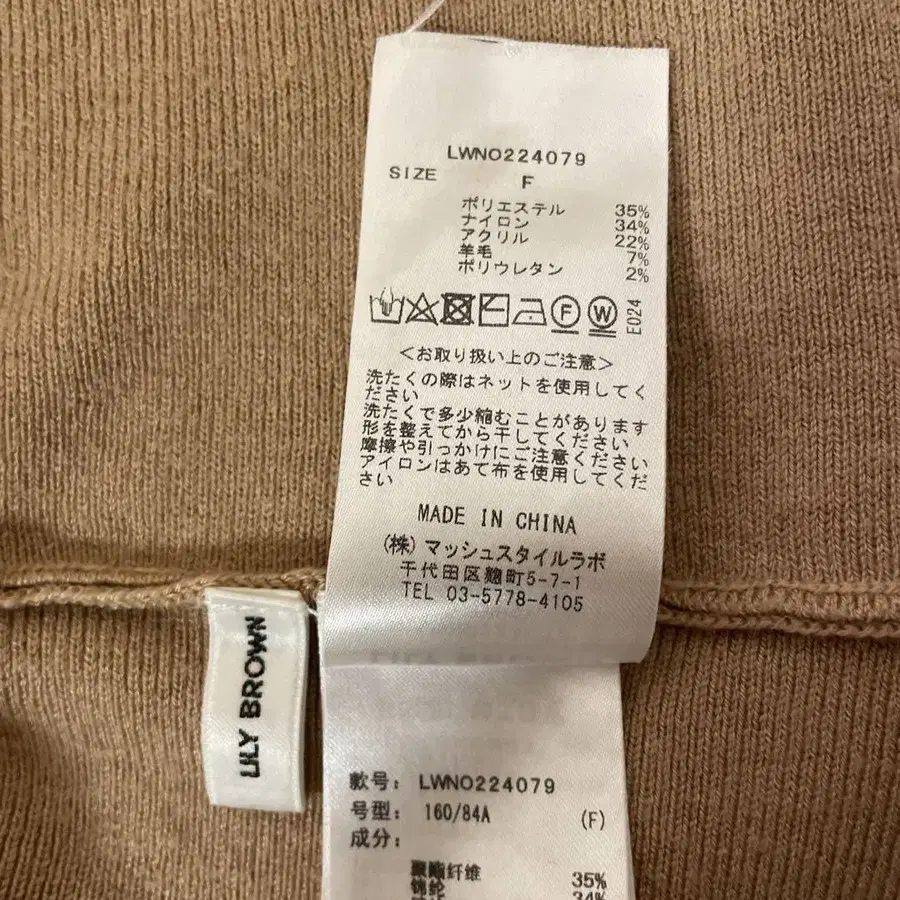 LWNO224079
SIZE F
ポリエステル 35%
ナイロン 34%
アクリル 22%
羊毛 7%
ポリウレタン 2%
F W E024
<お取り扱い上のご注意>
洗たくの際はネットを使用してく
ださい
洗たくで多少縮むことがあります
形を整えてから干してください
摩擦や引っかけにご注意ください
アイロンはあて布を使用してくだ
さい
MADE IN CHINA
(株)マッシュスタイルラボ
千代田区麹町5-7-1
TEL 03-5778-4105
LILY BROWN
款号: LWNO224079
号型: 160/84A (F)
成分:
聚酯纤维 35%
锦纶 34%